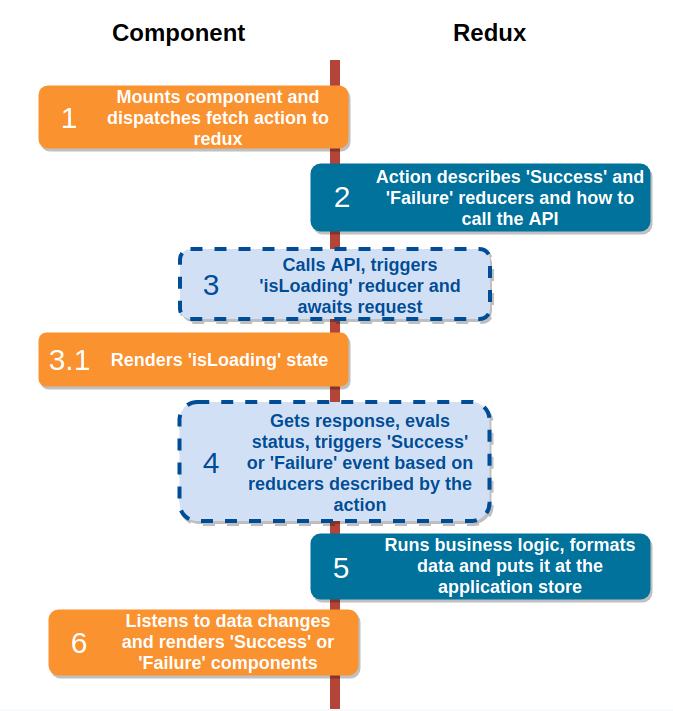 Component
Redux
1
Mounts component and
dispatches fetch action to
redux
2
Action describes 'Success' and
'Failure' reducers and how to
call the API
3
Calls API, triggers
'isLoading' reducer and
awaits request
3.1
Renders 'isLoading' state
4
Gets response, evals
status, triggers 'Success'
or 'Failure' event based on
reducers described by the
action
5
Runs business logic, formats
data and puts it at the
application store
6
Listens to data changes
and renders 'Success' or
'Failure' components